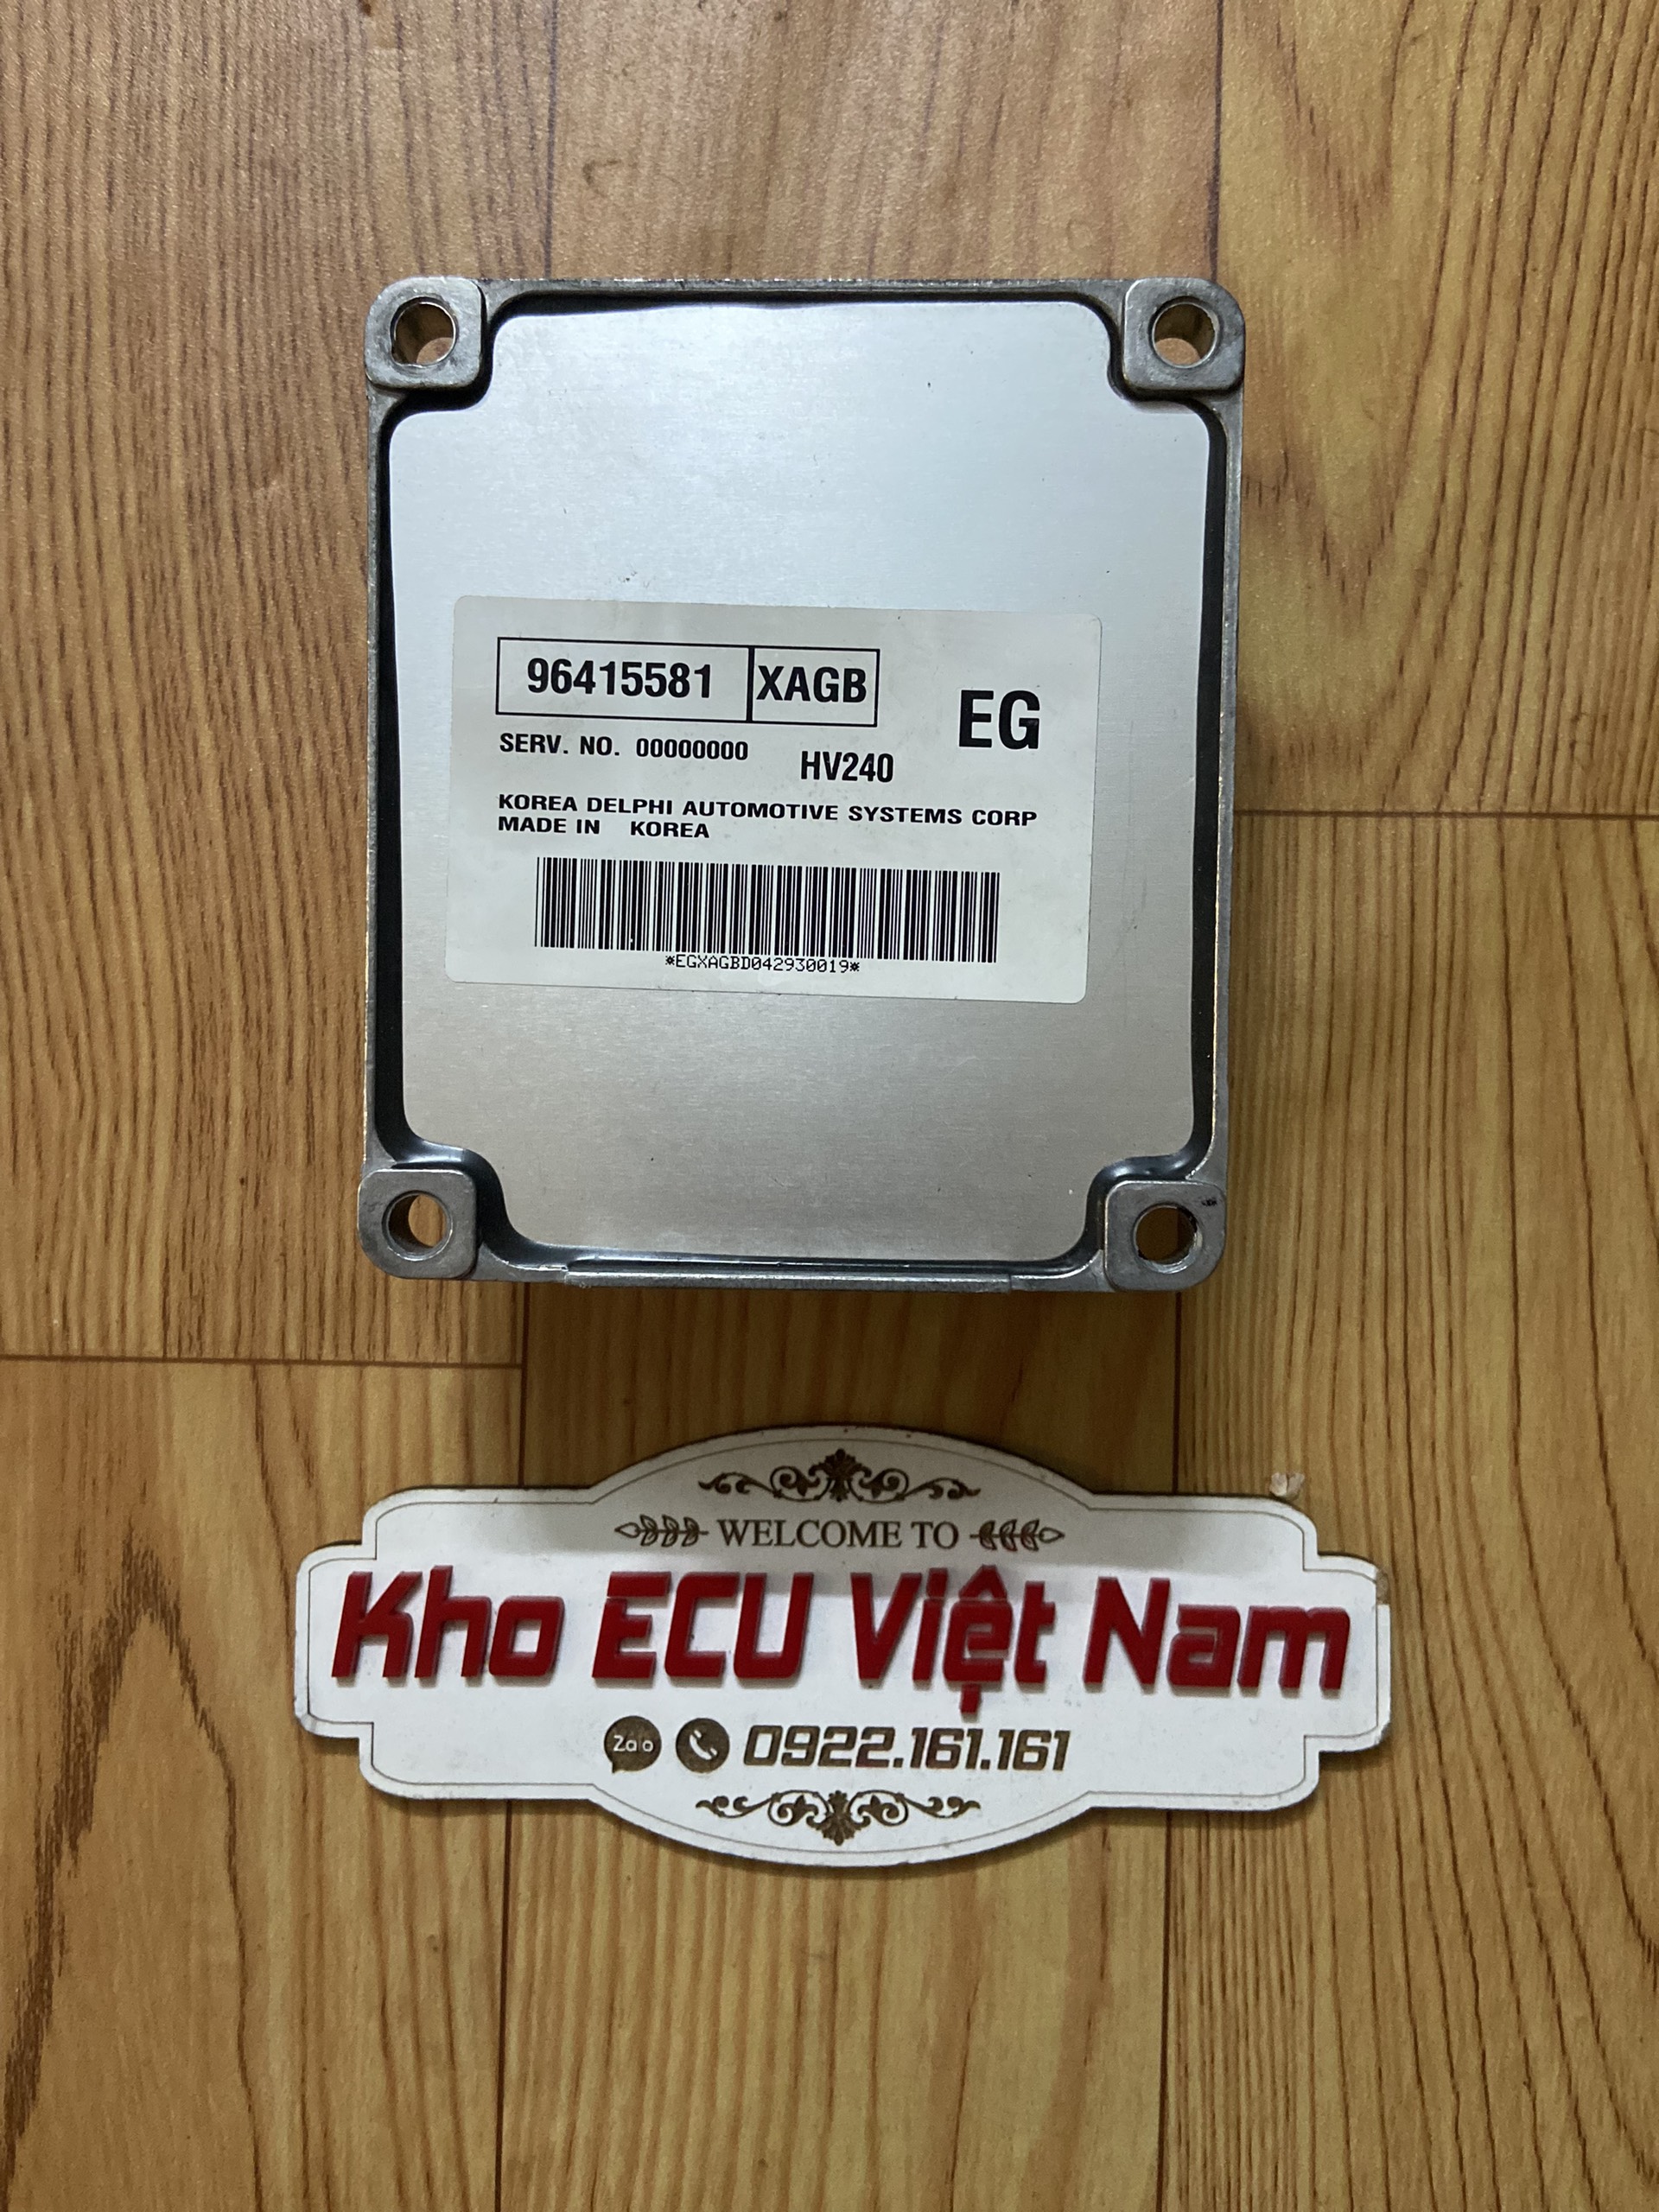 96415581 XAGB
EG
SERV. NO. 00000000
HV240
KOREA DELPHI AUTOMOTIVE SYSTEMS CORP
MADE IN KOREA
*EGXAGBD042930019*
WELCOME TO
Kho ECU Việt Nam
Zalo 0922.161.161